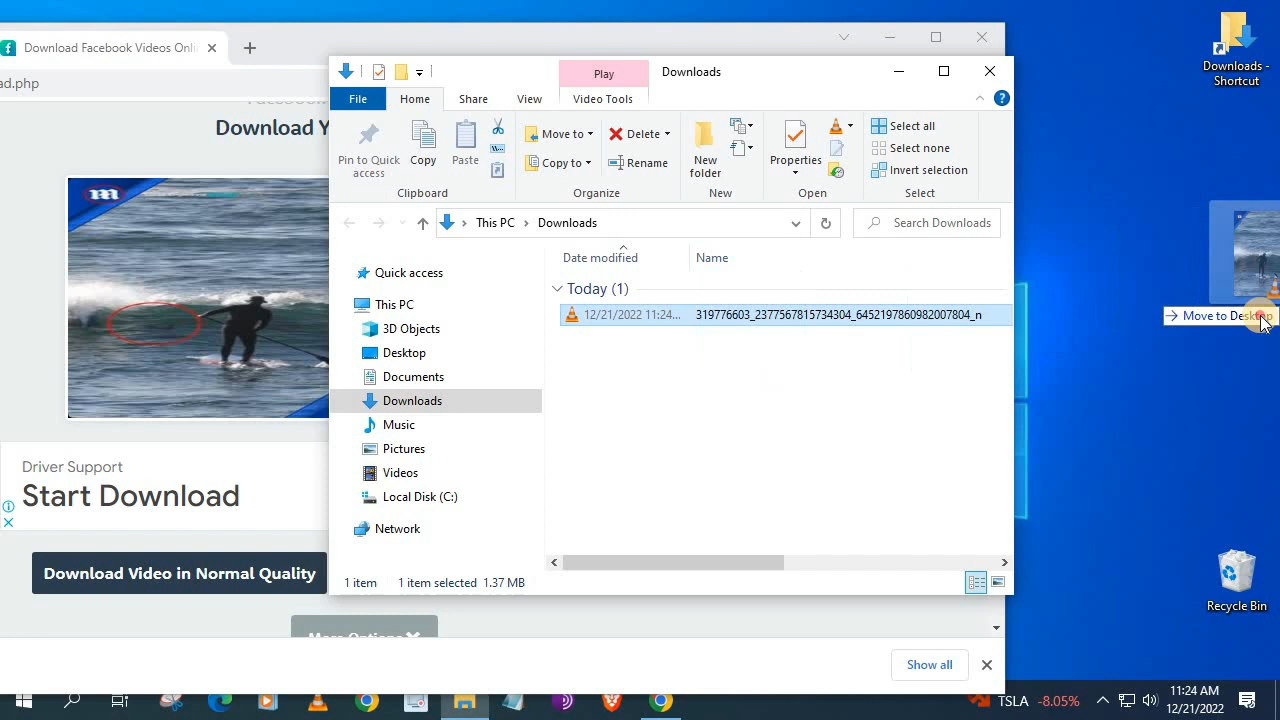 Download Facebook Videos Onli
ad.php
Download Y
m
Driver Support
Start Download
Download Video in Normal Quality
More Options
Show all
Play
Downloads
File
Home
Share
View
Video Tools
Pin to Quick access
Copy
Paste
Clipboard
Move to
Copy to
Delete
Rename
Organize
New folder
New
Properties
Open
Select all
Select none
Invert selection
Select
This PC
Downloads
Search Downloads
Date modified
Name
Quick access
This PC
3D Objects
Desktop
Documents
Downloads
Music
Pictures
Videos
Local Disk (C:)
Network
Today (1)
12/21/2022 11:24...
319776603_2377567815734304_6452197860982007804_n
1 item
1 item selected
1.37 MB
Downloads -
Shortcut
Move to Desktop
Recycle Bin
TSLA
-8.05%
11:24 AM
12/21/2022